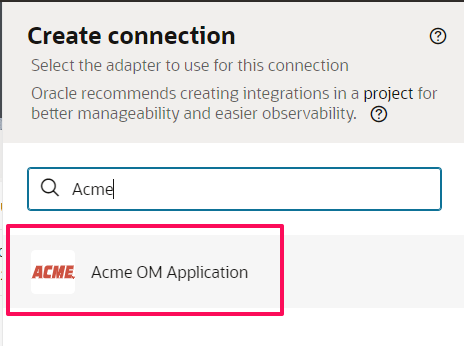 Create connection
Select the adapter to use for this connection
Oracle recommends creating integrations in a project for
better manageability and easier observability.
Acme
ACME
Acme OM Application